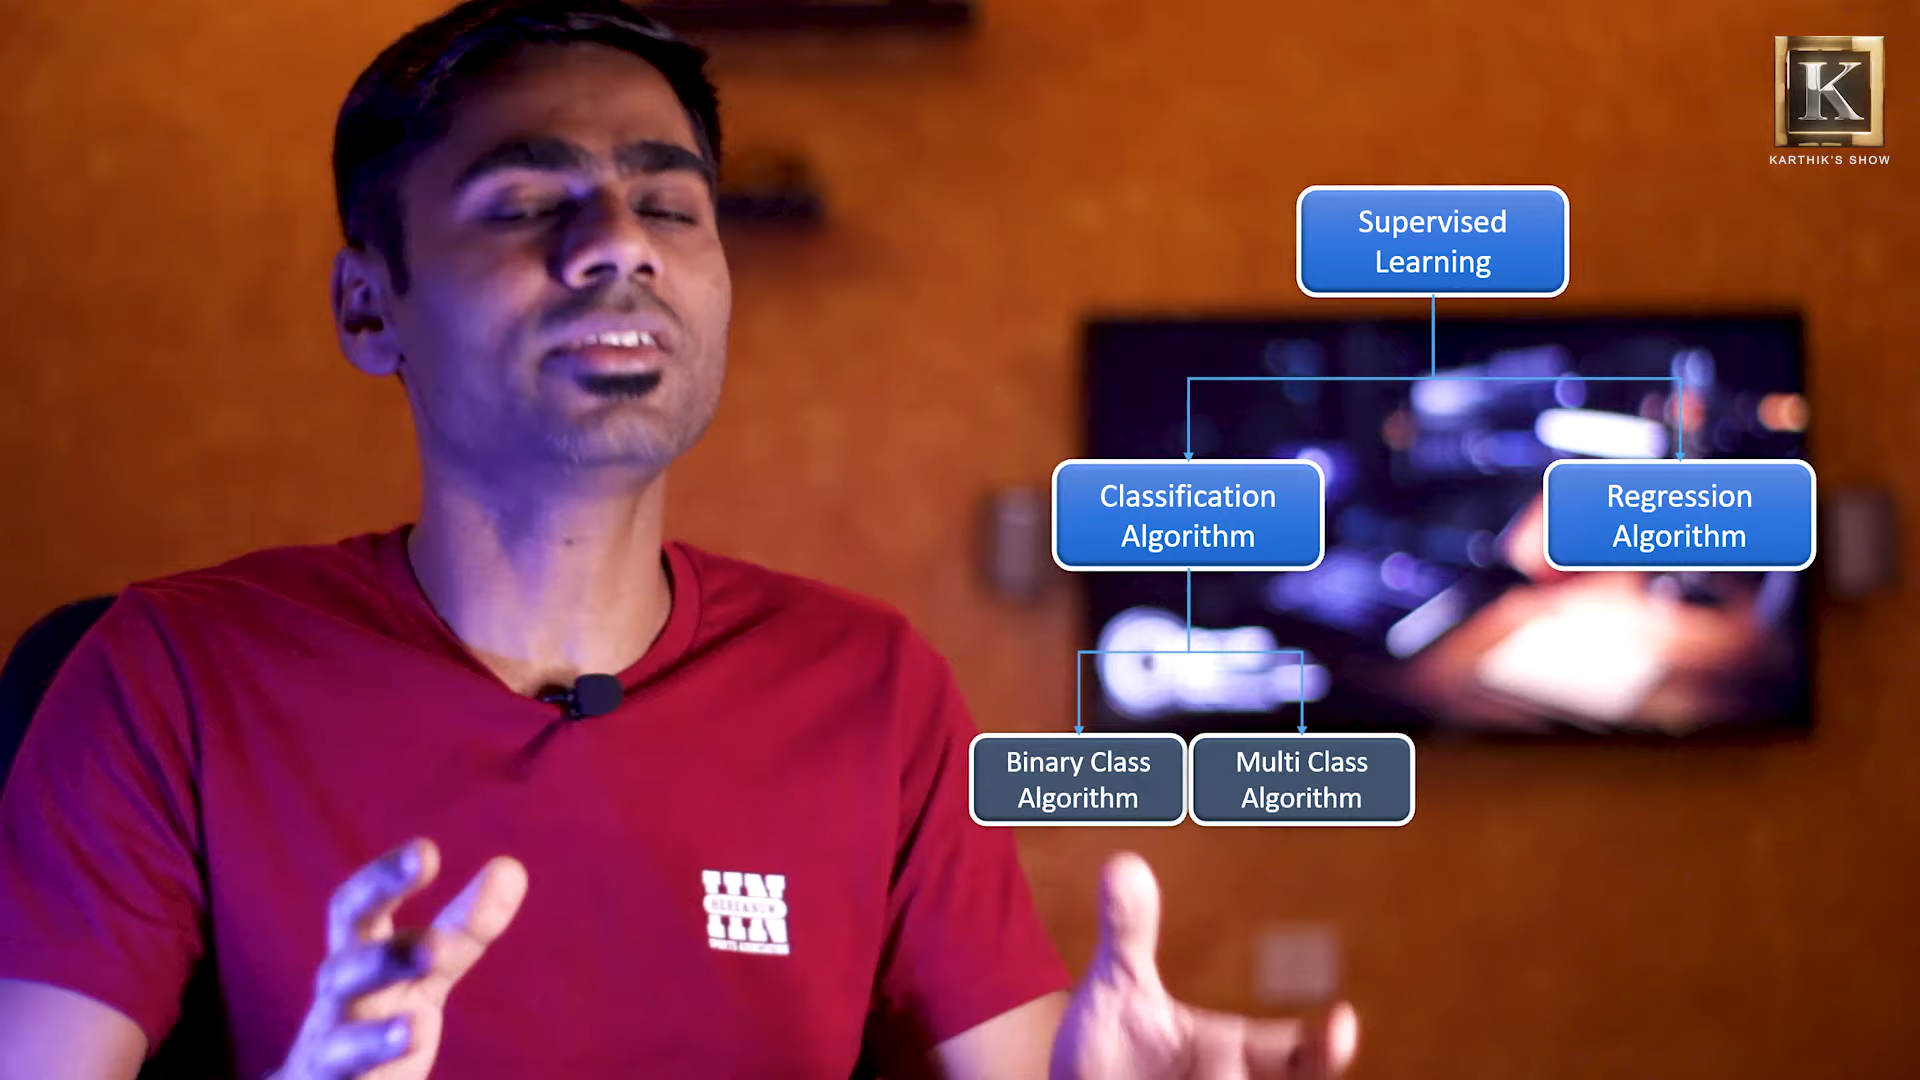 K
KARTHIK'S SHOW
Supervised
Learning
Classification
Algorithm
Regression
Algorithm
Binary Class
Algorithm
Multi Class
Algorithm